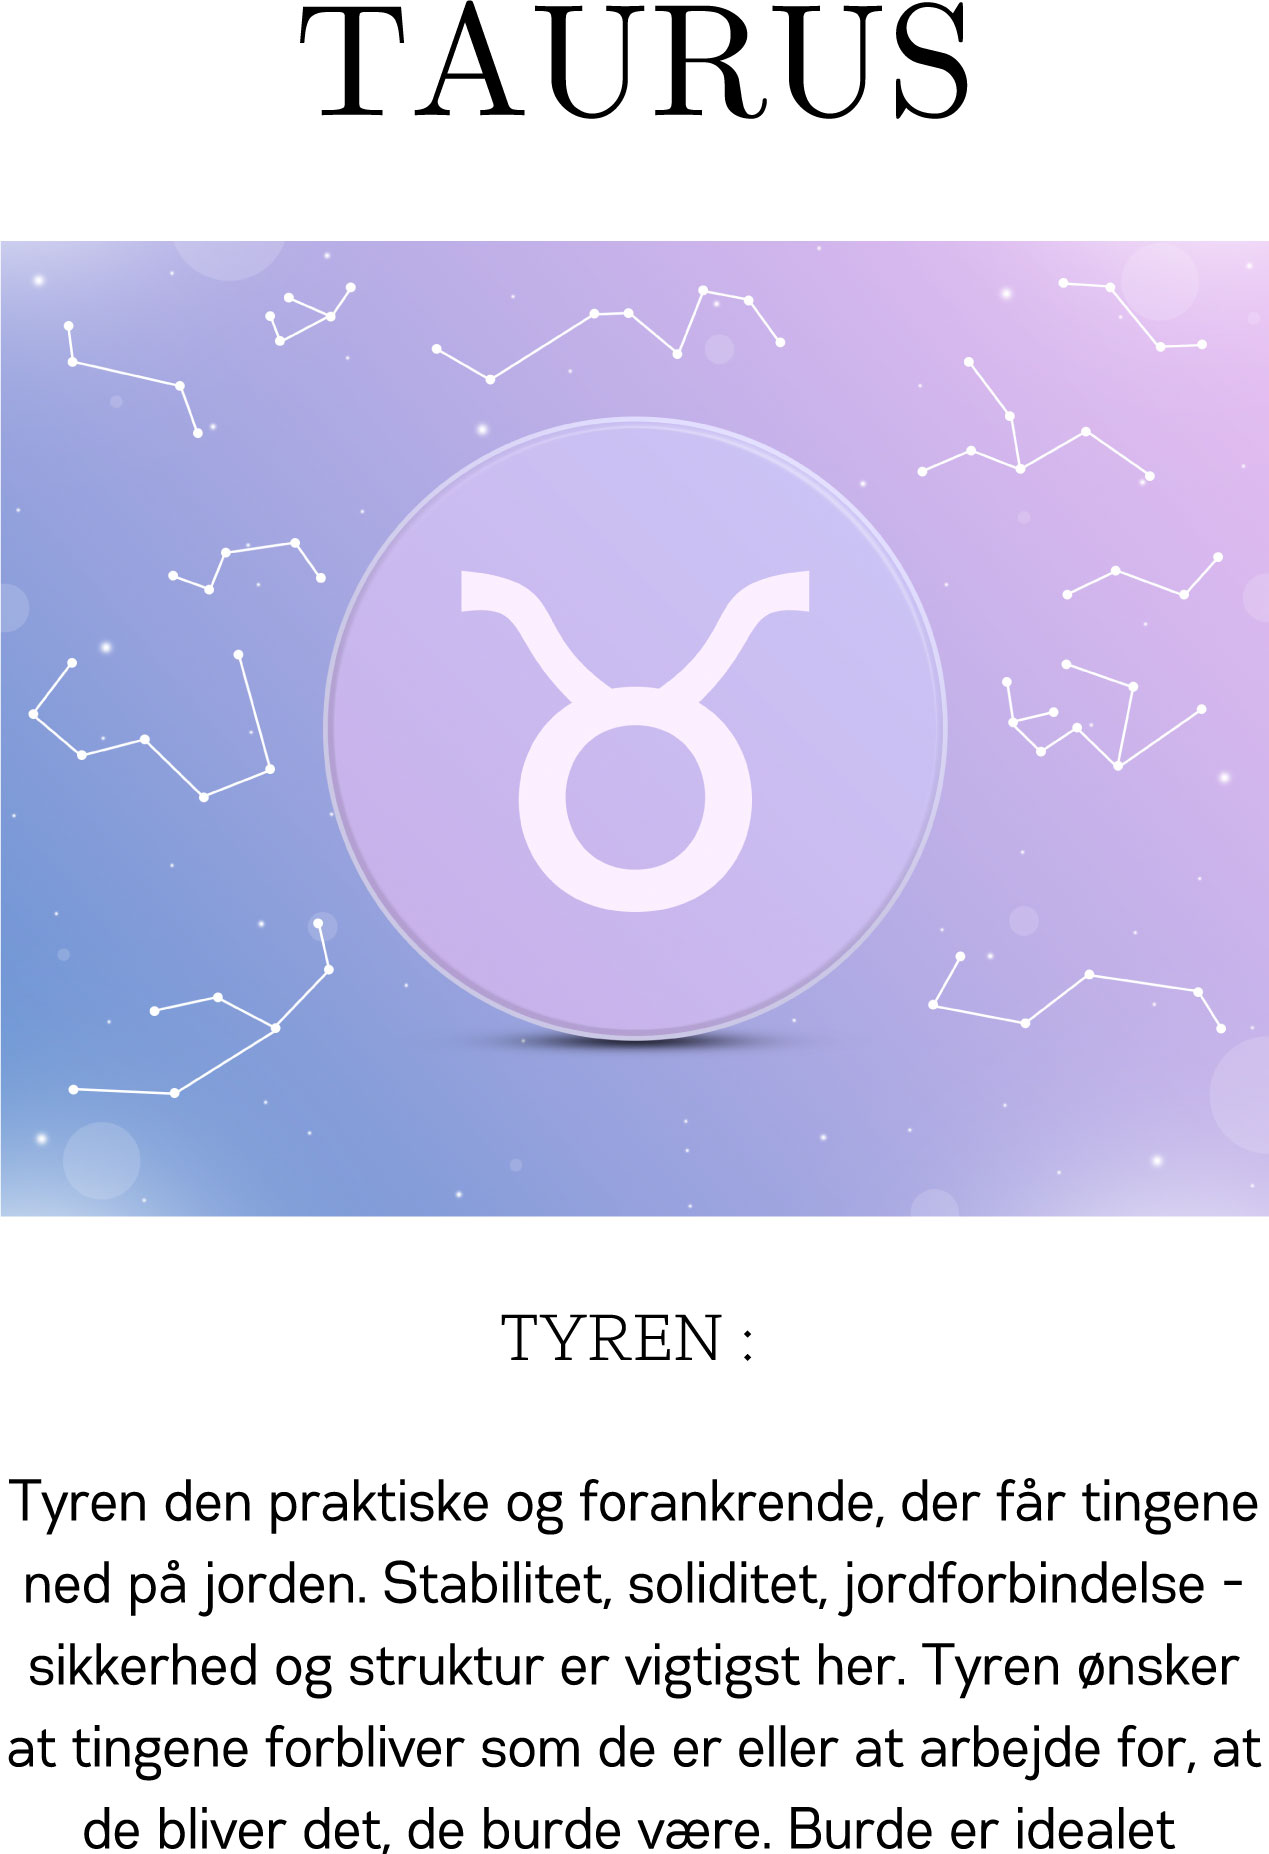 TAURUS
TYREN :
Tyren den praktiske og forankrende, der får tingene
ned på jorden. Stabilitet, soliditet, jordforbindelse -
sikkerhed og struktur er vigtigst her. Tyren ønsker
at tingene forbliver som de er eller at arbejde for, at
de bliver det, de burde være. Burde er idealet